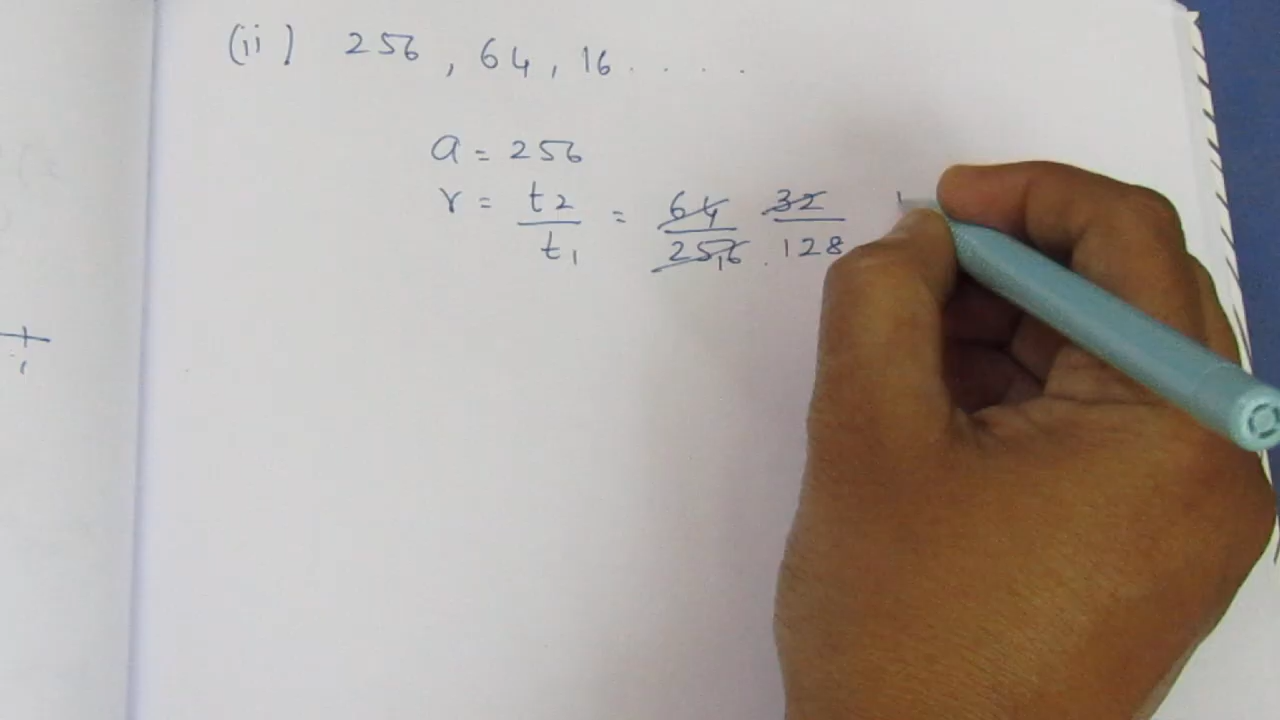 (ii) 256, 64, 16 . . . .
a = 256
r = t2/t1 = 64/256 32/128